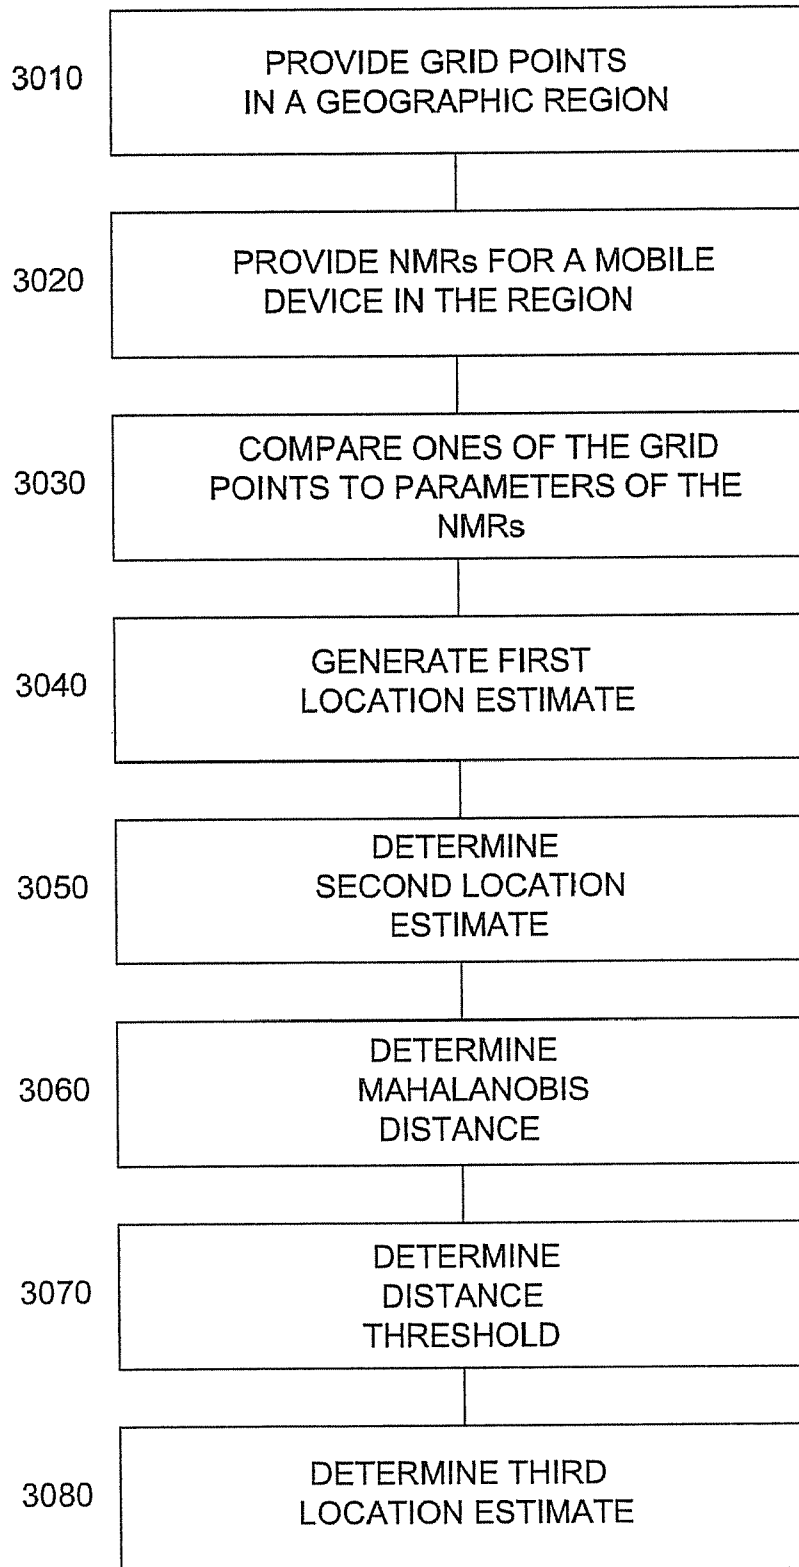 3010
PROVIDE GRID POINTS
IN A GEOGRAPHIC REGION
3020
PROVIDE NMRs FOR A MOBILE
DEVICE IN THE REGION
3030
COMPARE ONES OF THE GRID
POINTS TO PARAMETERS OF THE
NMRs
3040
GENERATE FIRST
LOCATION ESTIMATE
3050
DETERMINE
SECOND LOCATION
ESTIMATE
3060
DETERMINE
MAHALANOBIS
DISTANCE
3070
DETERMINE
DISTANCE
THRESHOLD
3080
DETERMINE THIRD
LOCATION ESTIMATE